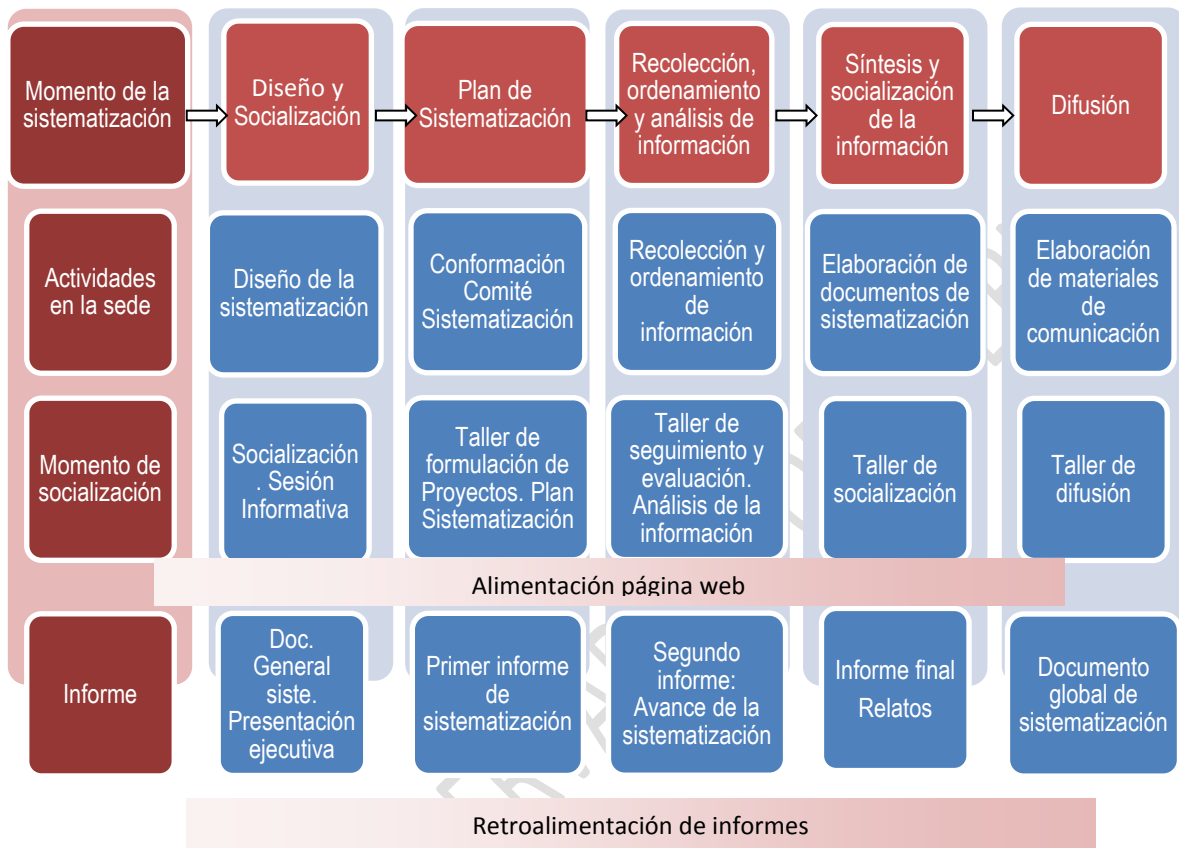 Momento de la
sistematización
Diseño y
Socialización
Plan de
Sistematización
Recolección,
ordenamiento
y análisis de
información
Síntesis y
socialización
de la
información
Difusión
Actividades
en la sede
Diseño de la
sistematización
Conformación
Comité
Sistematización
Recolección y
ordenamiento
de
información
Elaboración de
documentos de
sistematización
Elaboración
de materiales
de
comunicación
Momento de
socialización
Socialización
. Sesión
Informativa
Taller de
formulación de
Proyectos. Plan
Sistematización
Taller de
seguimiento y
evaluación.
Análisis de la
información
Taller de
socialización
Taller de
difusión
Alimentación página web
Informe
Doc.
General
siste.
Presentación
ejecutiva
Primer informe
de
sistematización
Segundo
informe:
Avance de la
sistematización
Informe final
Relatos
Documento
global de
sistematización
Retroalimentación de informes